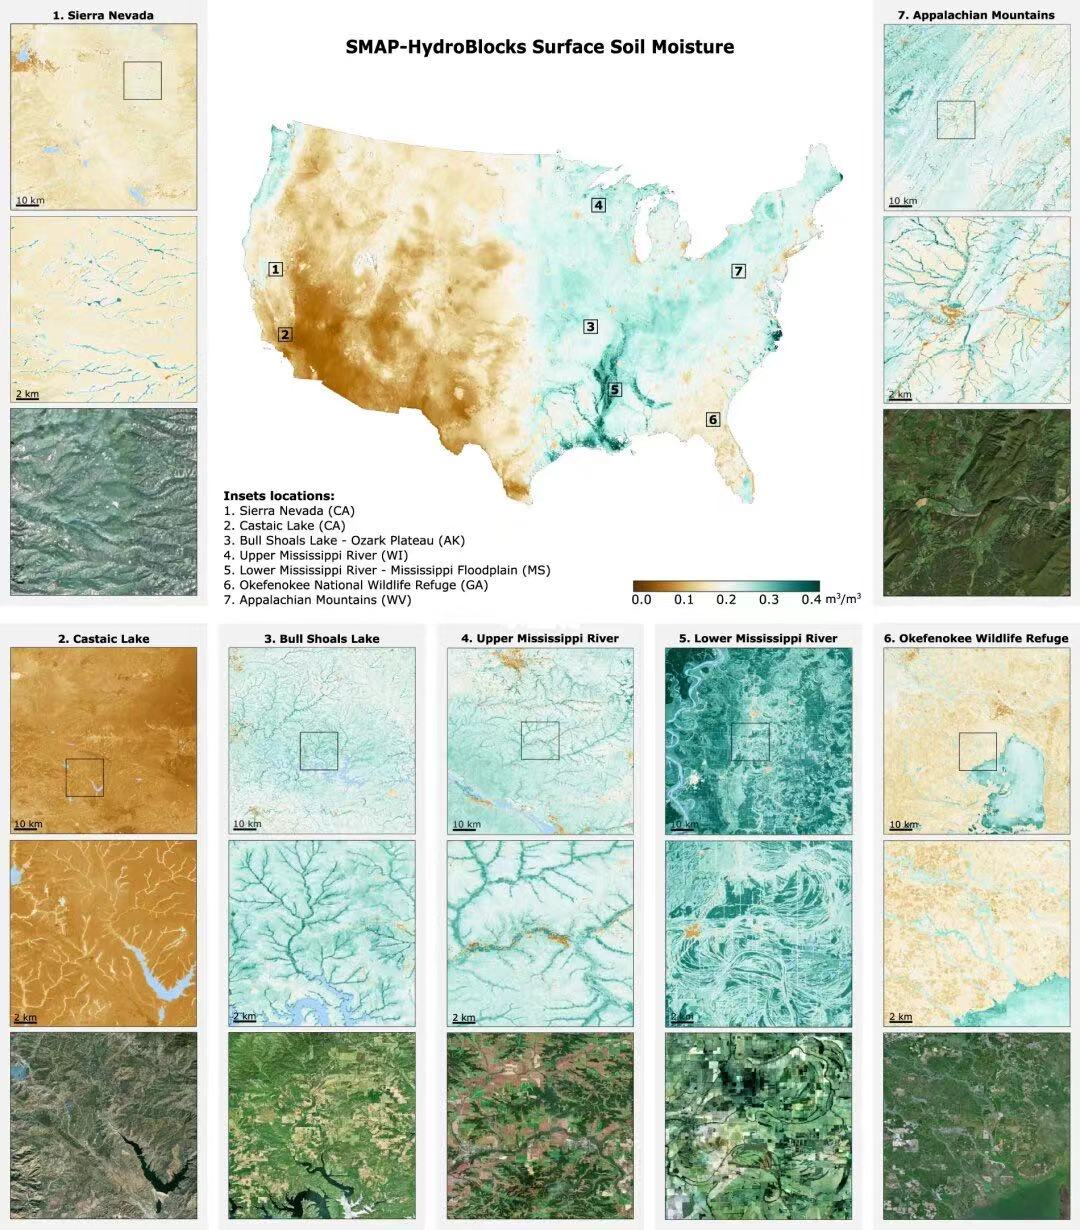 1. Sierra Nevada
10 km
2 km
SMAP-HydroBlocks Surface Soil Moisture
1
2
3
4
5
6
7
Insets locations:
1. Sierra Nevada (CA)
2. Castaic Lake (CA)
3. Bull Shoals Lake - Ozark Plateau (AK)
4. Upper Mississippi River (WI)
5. Lower Mississippi River - Mississippi Floodplain (MS)
6. Okefenokee National Wildlife Refuge (GA)
7. Appalachian Mountains (WV)
0.0 0.1 0.2 0.3 0.4 m³/m³
7. Appalachian Mountains
10 km
2 km
2. Castaic Lake
10 km
2 km
3. Bull Shoals Lake
10 km
2 km
4. Upper Mississippi River
10 km
2 km
5. Lower Mississippi River
10 km
2 km
6. Okefenokee Wildlife Refuge
10 km
2 km